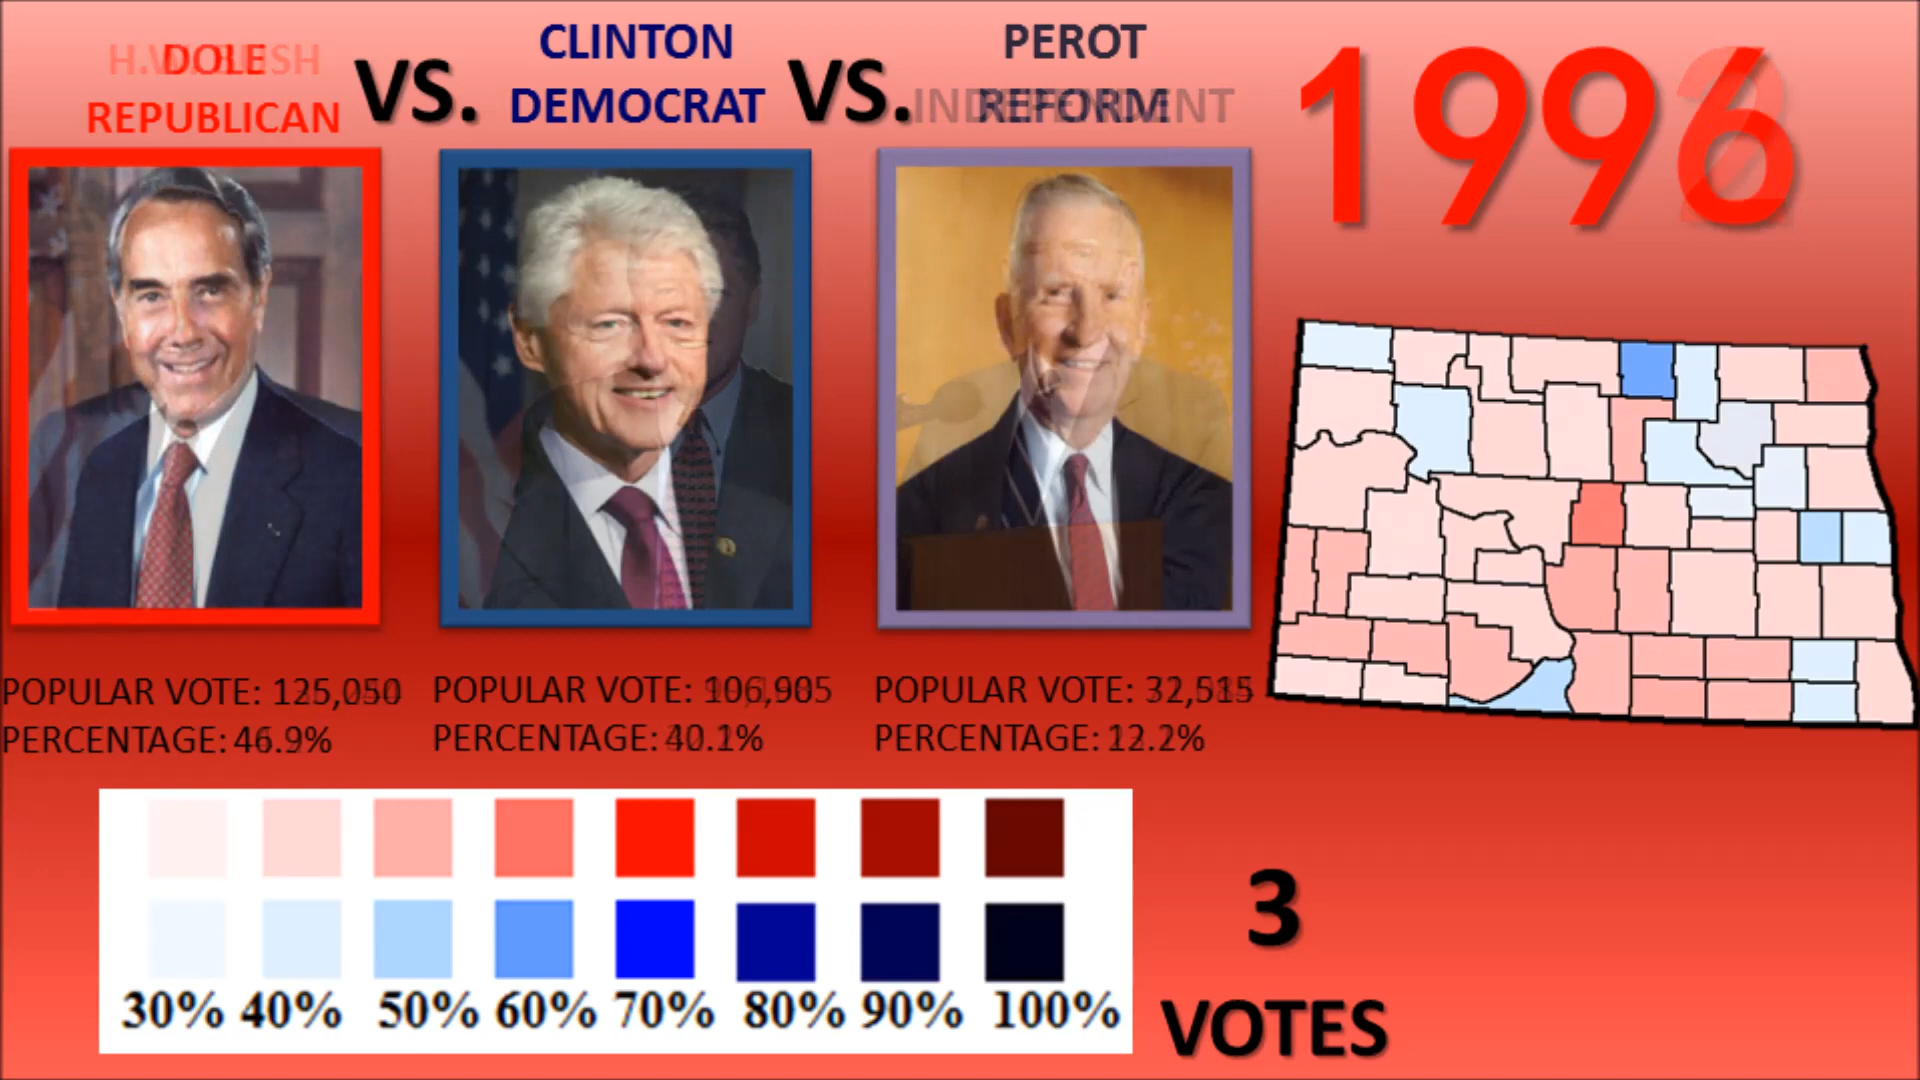 DOLE
REPUBLICAN
VS.
CLINTON
DEMOCRAT
VS.
PEROT
REFORM
1996
POPULAR VOTE: 125,050
PERCENTAGE: 46.9%
POPULAR VOTE: 106,905
PERCENTAGE: 40.1%
POPULAR VOTE: 32,515
PERCENTAGE: 12.2%
30% 40% 50% 60% 70% 80% 90% 100%
3
VOTES